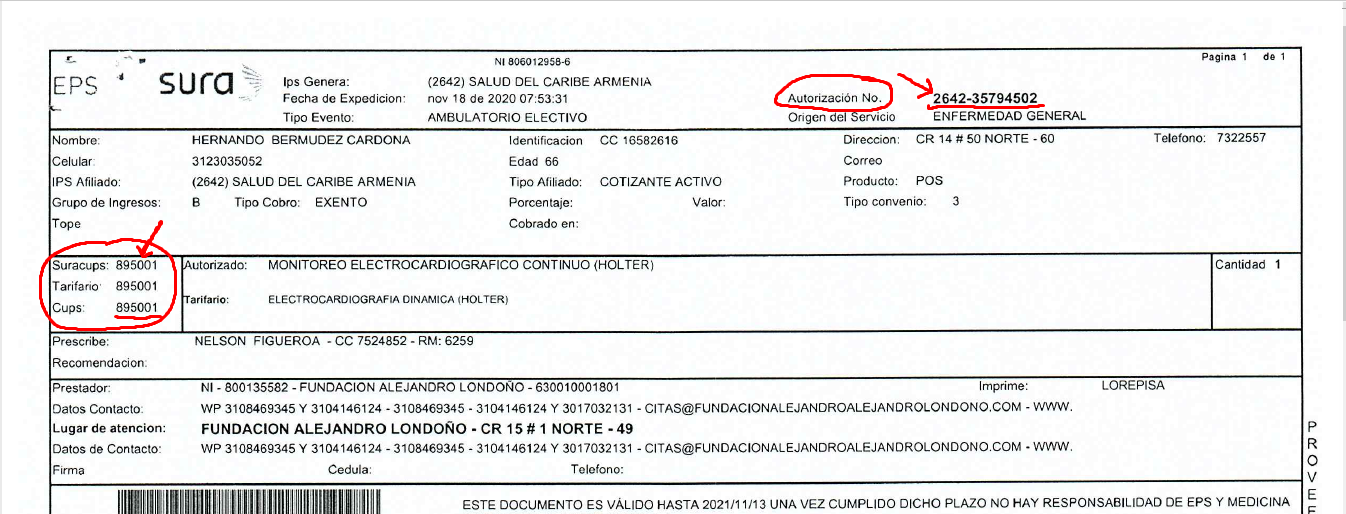 NI 806012958-6
Pagina 1 de 1
EPS sura
Ips Genera: (2642) SALUD DEL CARIBE ARMENIA
Fecha de Expedicion: nov 18 de 2020 07:53:31 Autorización No. 2642-35794502
Tipo Evento: AMBULATORIO ELECTIVO Origen del Servicio ENFERMEDAD GENERAL
Nombre: HERNANDO BERMUDEZ CARDONA Identificacion CC 16582616 Direccion: CR 14 # 50 NORTE - 60 Telefono: 7322557
Celular: 3123035052 Edad 66 Correo
IPS Afiliado: (2642) SALUD DEL CARIBE ARMENIA Tipo Afiliado: COTIZANTE ACTIVO Producto: POS
Grupo de Ingresos: B Tipo Cobro: EXENTO Porcentaje: Valor: Tipo convenio: 3
Tope Cobrado en:
Suracups: 895001 Autorizado: MONITOREO ELECTROCARDIOGRAFICO CONTINUO (HOLTER) Cantidad 1
Tarifario: 895001
Tarifario: ELECTROCARDIOGRAFIA DINAMICA (HOLTER)
Cups: 895001
Prescribe: NELSON FIGUEROA - CC 7524852 - RM: 6259
Recomendacion:
Prestador: NI - 800135582 - FUNDACION ALEJANDRO LONDOÑO - 630010001801 Imprime: LOREPISA
Datos Contacto: WP 3108469345 Y 3104146124 - 3108469345 - 3104146124 Y 3017032131 - CITAS@FUNDACIONALEJANDROALEJANDROLONDONO.COM - WWW.
Lugar de atencion: FUNDACION ALEJANDRO LONDOÑO - CR 15 # 1 NORTE - 49
Datos de Contacto: WP 3108469345 Y 3104146124 - 3108469345 - 3104146124 Y 3017032131 - CITAS@FUNDACIONALEJANDROALEJANDROLONDONO.COM - WWW.
Firma Cedula: Telefono:
ESTE DOCUMENTO ES VÁLIDO HASTA 2021/11/13 UNA VEZ CUMPLIDO DICHO PLAZO NO HAY RESPONSABILIDAD DE EPS Y MEDICINA
PROVE